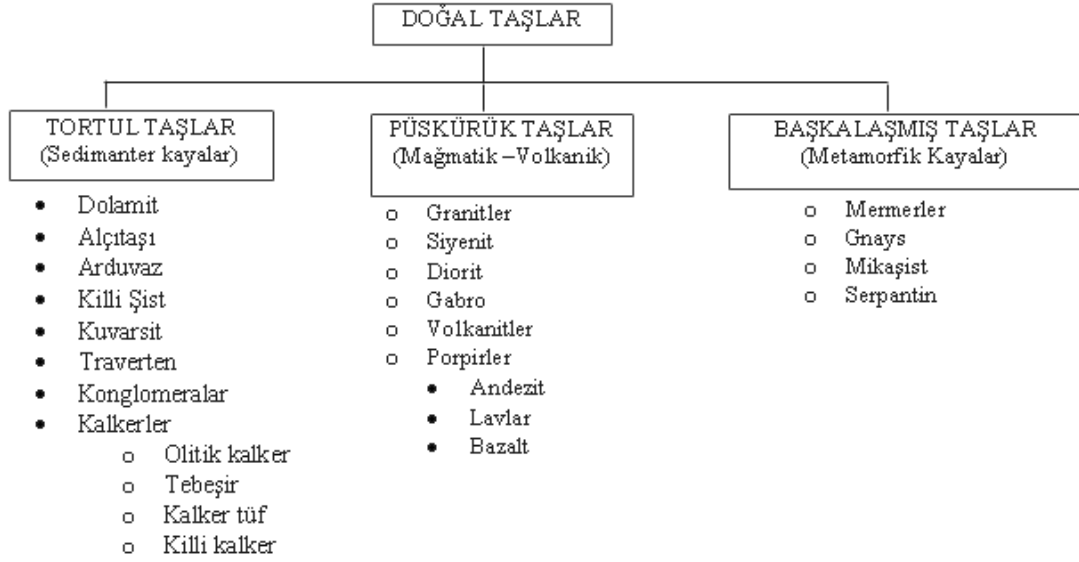 DOĞAL TAŞLAR
TORTUL TAŞLAR
(Sedimanter kayalar)
Dolamit
Alçıtaşı
Arduvaz
Killi Şist
Kuvarsit
Traverten
Konglomeralar
Kalkerler
Olitik kalker
Tebeşir
Kalker tüf
Killi kalker
PÜSKÜRÜK TAŞLAR
(Mağmatik –Volkanik)
Granitler
Siyenit
Diorit
Gabro
Volkanitler
Porpirler
Andezit
Lavlar
Bazalt
BAŞKALAŞMIŞ TAŞLAR
(Metamorfik Kayalar)
Mermerler
Gnays
Mikaşist
Serpantin